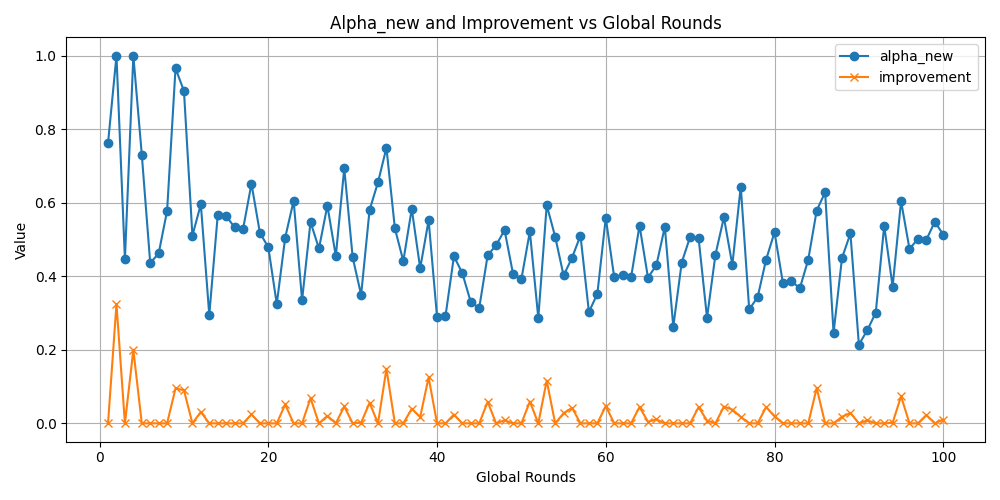 Alpha_new and Improvement vs Global Rounds
alpha_new
improvement
Value
1.0
0.8
0.6
0.4
0.2
0.0
0
20
40
60
80
100
Global Rounds